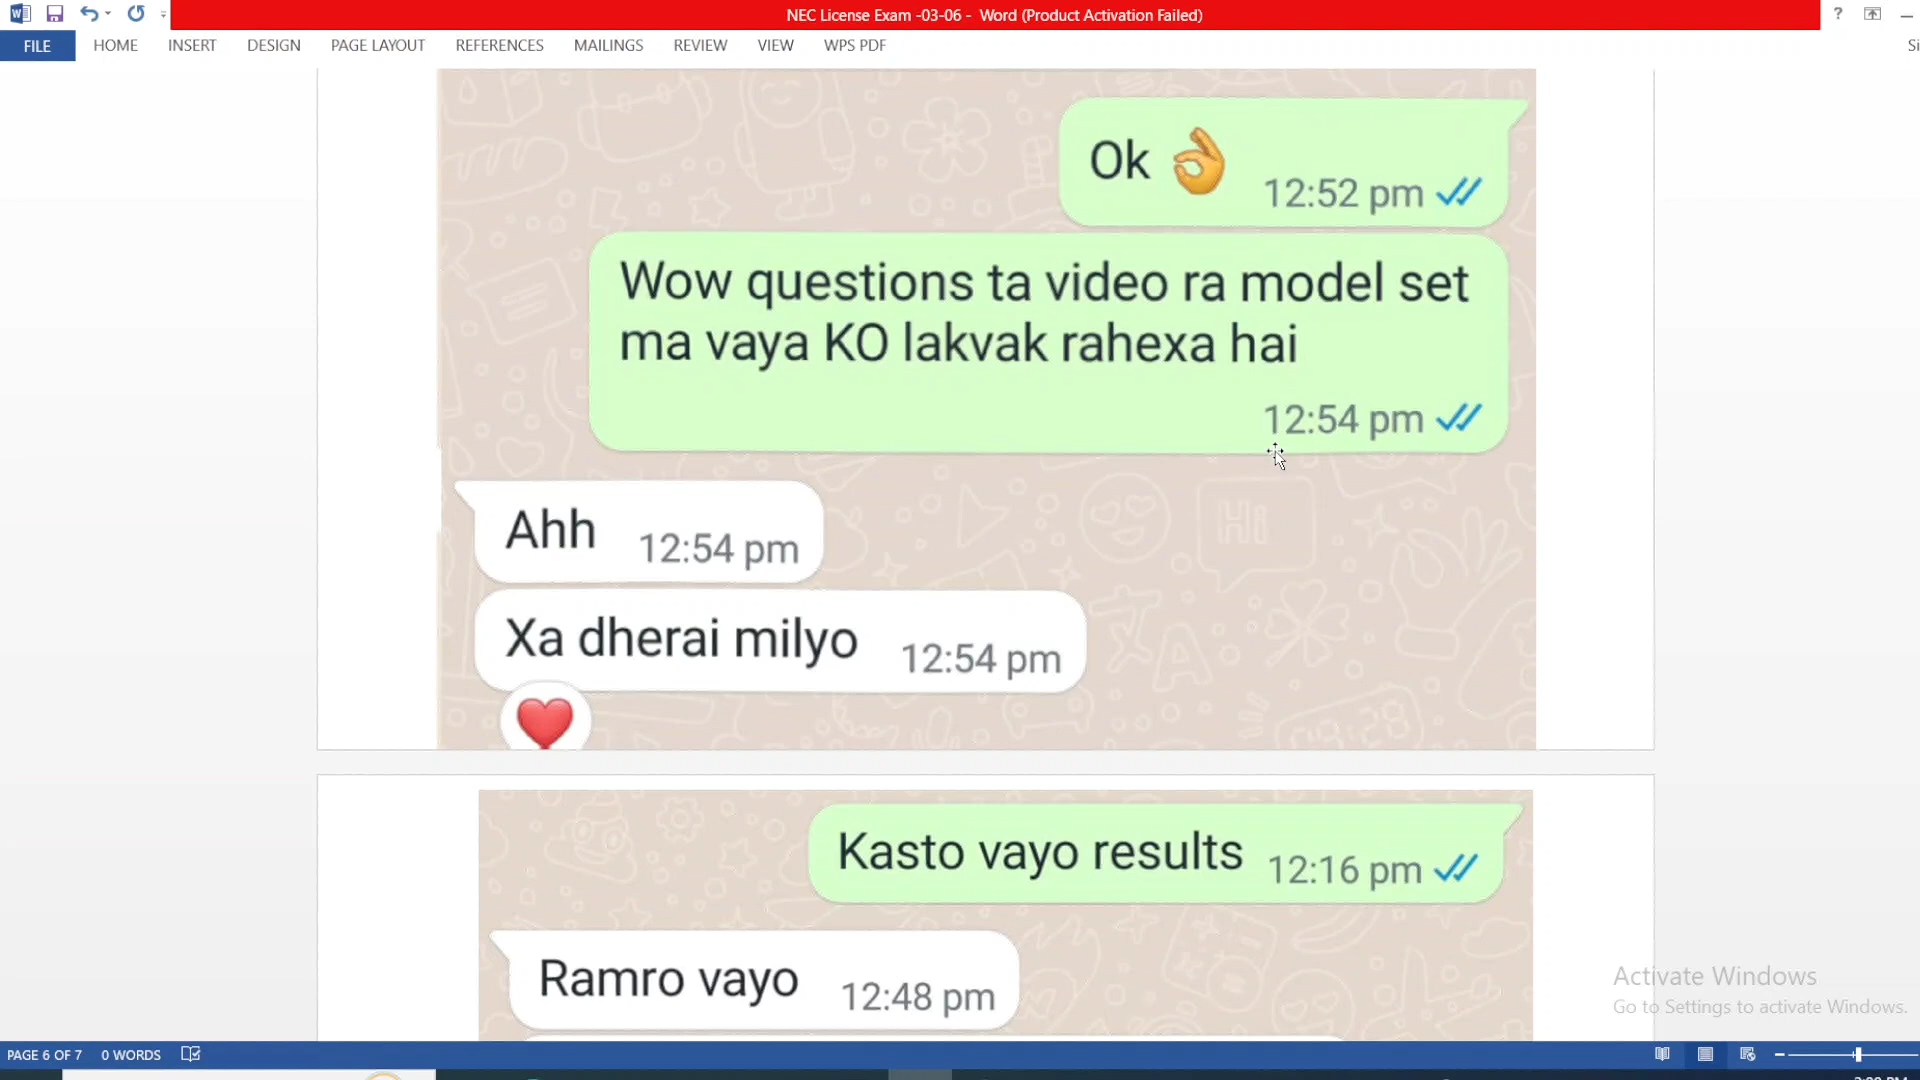 NEC License Exam -03-06 - Word (Product Activation Failed)
?
FILE HOME INSERT DESIGN PAGE LAYOUT REFERENCES MAILINGS REVIEW VIEW WPS PDF
Ok 👌 12:52 pm
Wow questions ta video ra model set
ma vaya KO lakvak rahexa hai
12:54 pm
Ahh 12:54 pm
Xa dherai milyo 12:54 pm
Kasto vayo results 12:16 pm
Ramro vayo 12:48 pm
Activate Windows
Go to Settings to activate Windows.
PAGE 6 OF 7 0 WORDS